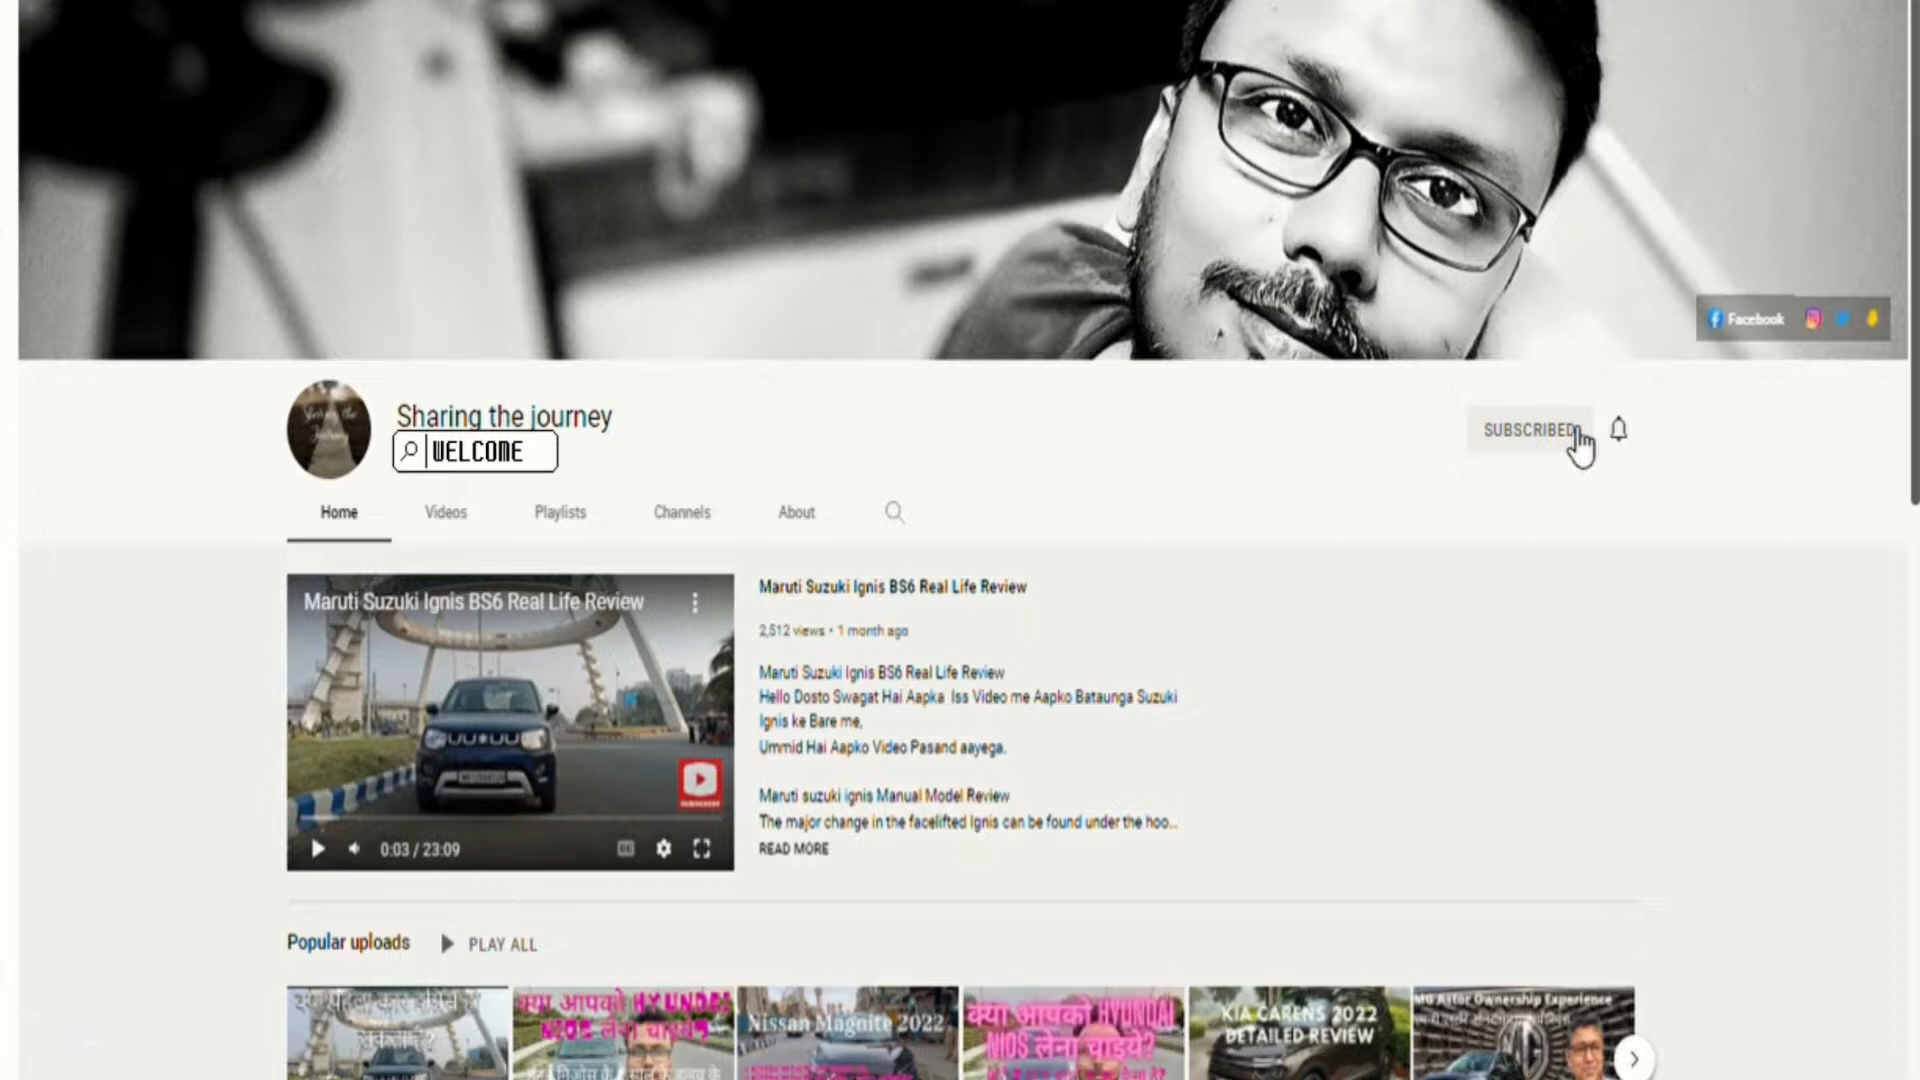 Facebook
Sharing the journey
WELCOME
SUBSCRIBED
Home
Videos
Playlists
Channels
About
Maruti Suzuki Ignis BS6 Real Life Review
0:03 / 23:09
Maruti Suzuki Ignis BS6 Real Life Review
2,512 views • 1 month ago
Maruti Suzuki Ignis BS6 Real Life Review
Hello Dosto Swagat Hai Aapka Iss Video me Aapko Bataunga Suzuki
Ignis ke Bare me,
Ummid Hai Aapko Video Pasand aayega.
Maruti suzuki ignis Manual Model Review
The major change in the facelifted Ignis can be found under the hoo...
READ MORE
Popular uploads
PLAY ALL
क्या आपको HYUNDAI
NIOS लेना चाहिये?
Nissan Magnite 2022
क्या आपको HYUNDAI
NIOS लेना चाहिये?
KIA CARENS 2022
DETAILED REVIEW
MG Astor Ownership Experience